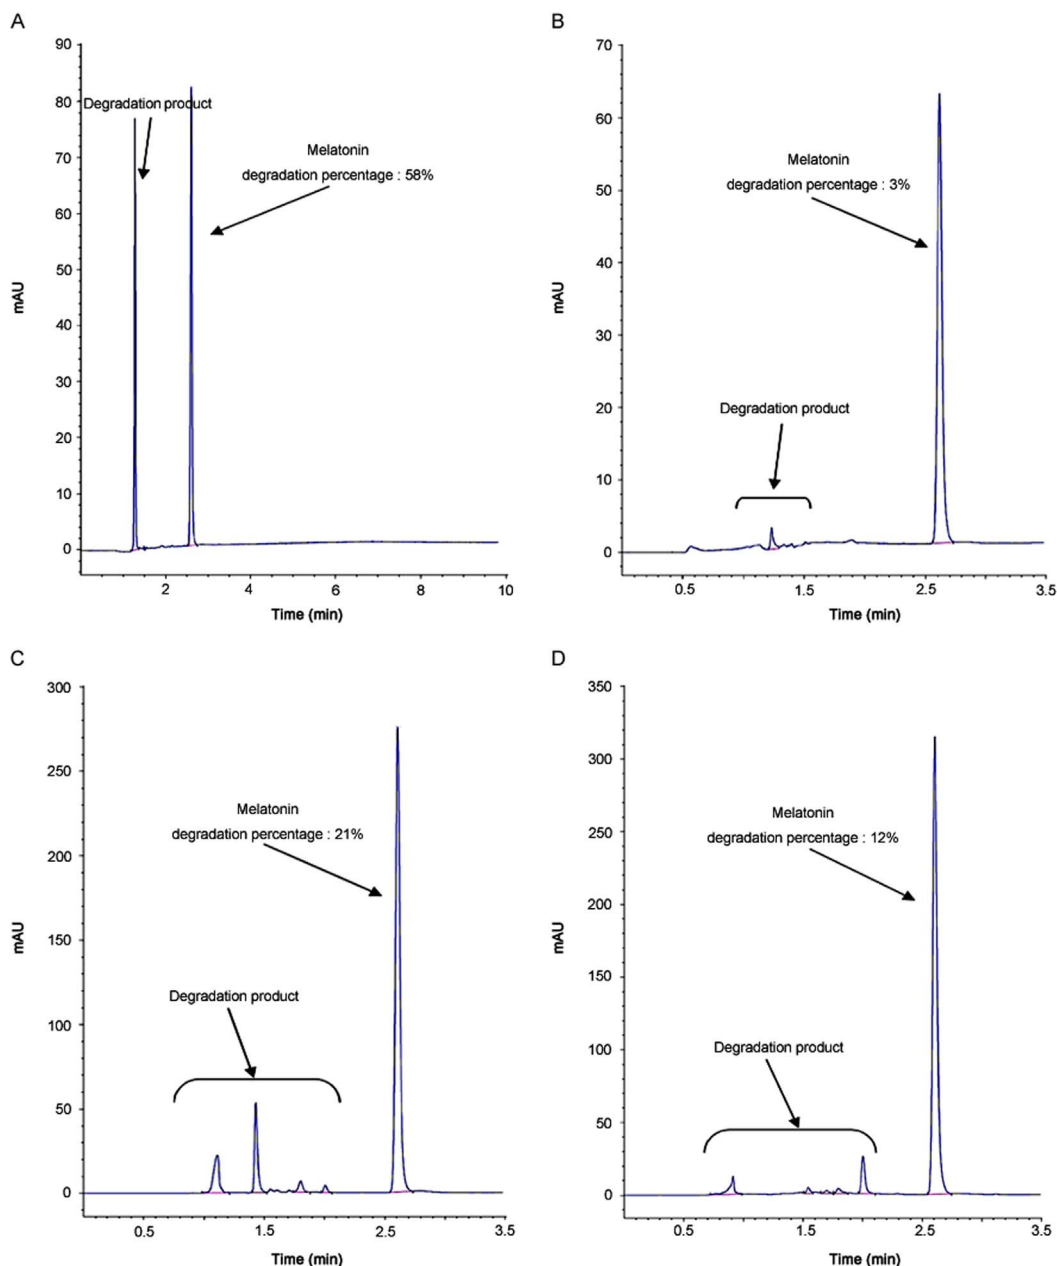 A
90
80
70
60
50
40
30
20
10
0
mAU
Degradation product
Melatonin
degradation percentage : 58%
2
4
6
8
10
Time (min)
B
70
60
50
40
30
20
10
0
mAU
Melatonin
degradation percentage : 3%
Degradation product
0.5
1.5
2.5
3.5
Time (min)
C
300
250
200
150
100
50
0
mAU
Melatonin
degradation percentage : 21%
Degradation product
0.5
1.5
2.5
3.5
Time (min)
D
350
300
250
200
150
100
50
0
mAU
Melatonin
degradation percentage : 12%
Degradation product
0.5
1.5
2.5
3.5
Time (min)